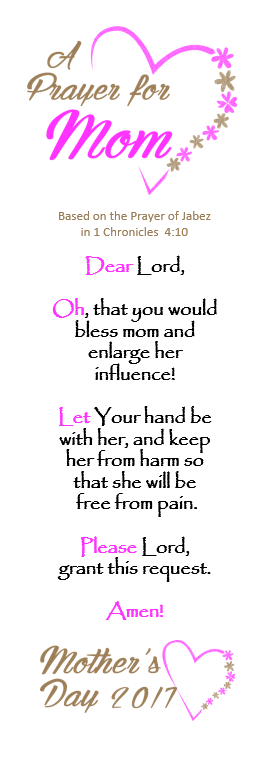 A
Prayer for
Mom
Based on the Prayer of Jabez
in 1 Chronicles 4:10
Dear Lord,
Oh, that you would
bless mom and
enlarge her
influence!
Let Your hand be
with her, and keep
her from harm so
that she will be
free from pain.
Please Lord,
grant this request.
Amen!
Mother's
Day 2017